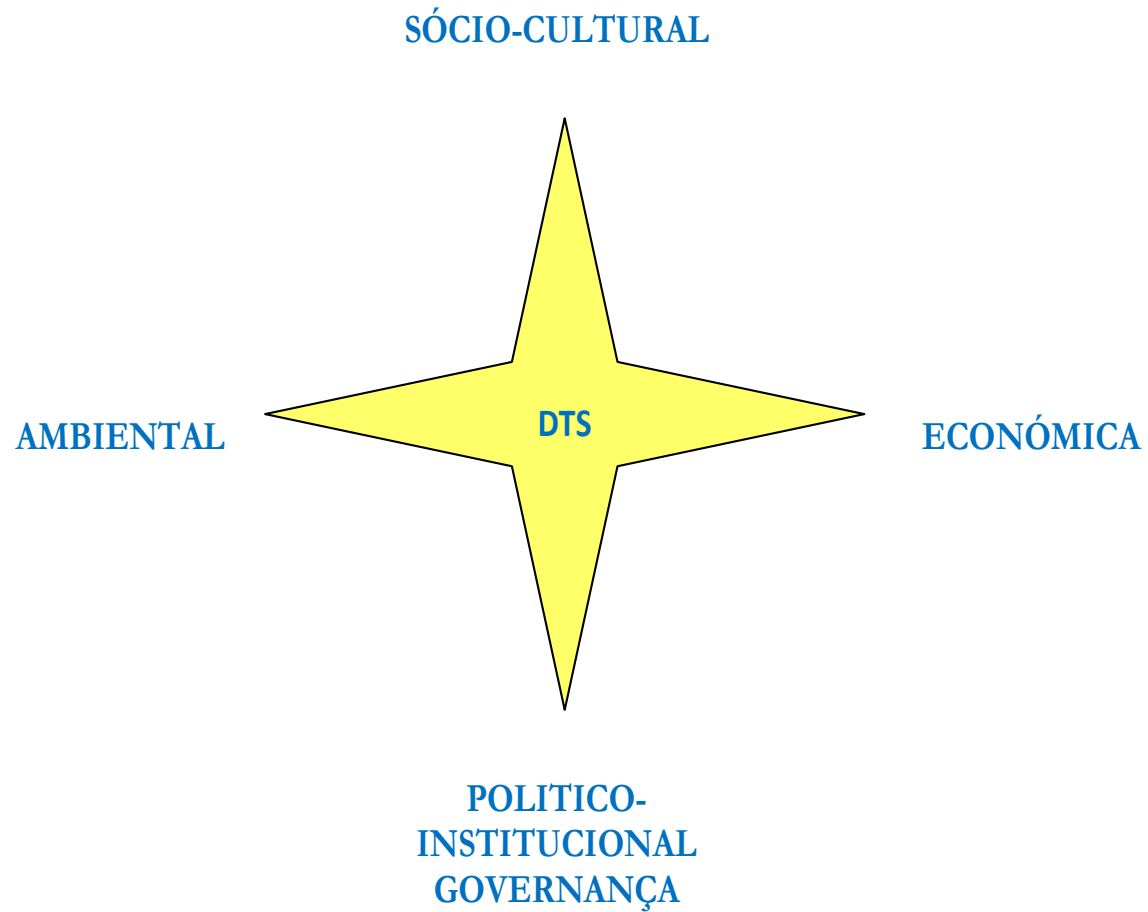 SÓCIO-CULTURAL
DTS
AMBIENTAL
ECONÓMICA
POLITICO-
INSTITUCIONAL
GOVERNANÇA